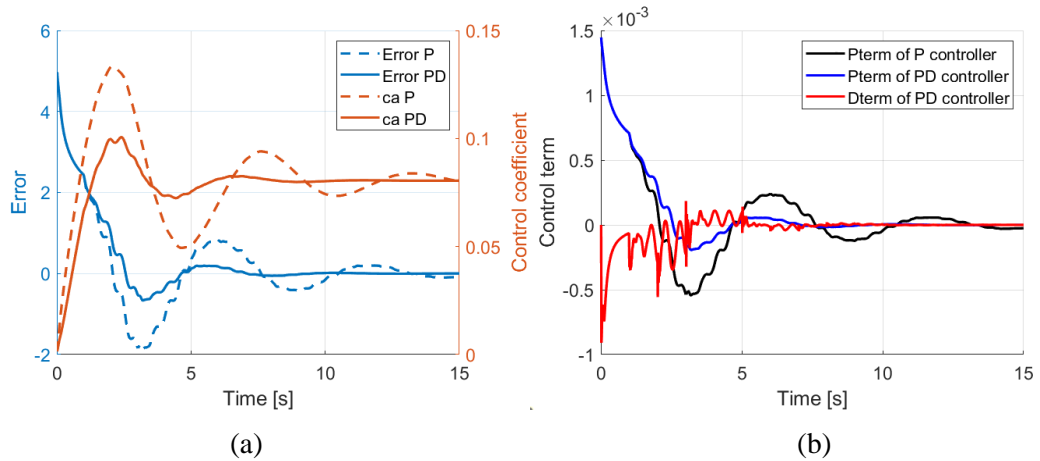 6
4
2
0
-2
Error
0
5
10
15
Time [s]
0.15
0.1
0.05
0
Control coefficient
Error P
Error PD
ca P
ca PD
(a)
×10⁻³
1.5
1
0.5
0
-0.5
-1
Control term
0
5
10
15
Time [s]
Pterm of P controller
Pterm of PD controller
Dterm of PD controller
(b)